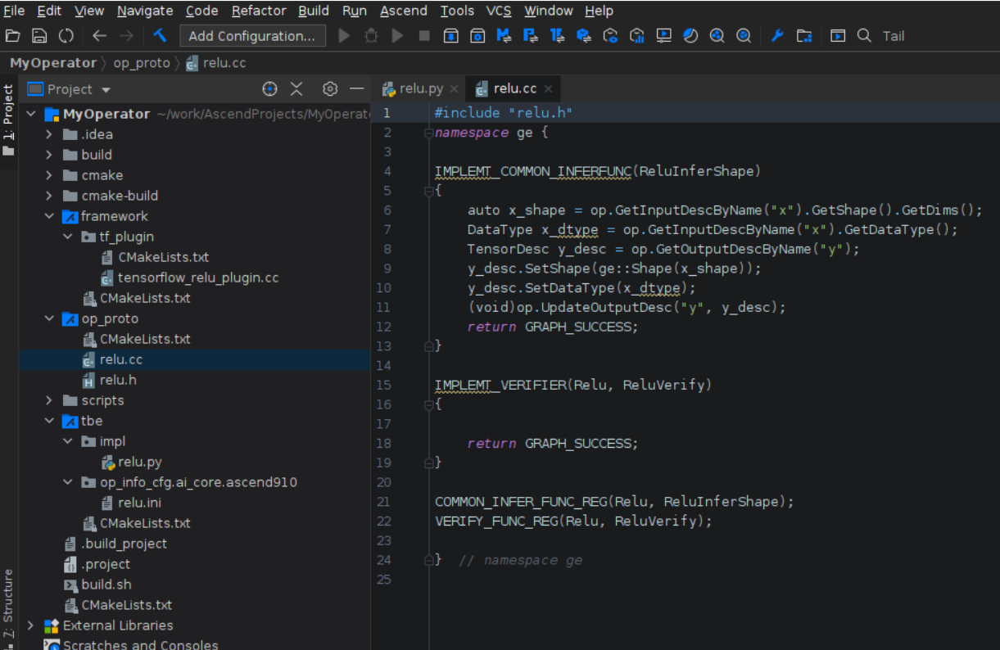 File Edit View Navigate Code Refactor Build Run Ascend Tools VCS Window Help
Add Configuration... Tail
MyOperator op_proto relu.cc
1: Project
Project
relu.py relu.cc
MyOperator ~/work/AscendProjects/MyOperat
.idea
build
cmake
cmake-build
framework
tf_plugin
CMakeLists.txt
tensorflow_relu_plugin.cc
CMakeLists.txt
op_proto
CMakeLists.txt
relu.cc
relu.h
scripts
tbe
impl
relu.py
op_info_cfg.ai_core.ascend910
relu.ini
CMakeLists.txt
.build_project
.project
build.sh
CMakeLists.txt
External Libraries
Scratches and Consoles
Z: Structure
1 #include "relu.h"
2 namespace ge {
3
4 IMPLEMT_COMMON_INFERFUNC(ReluInferShape)
5 {
6 auto x_shape = op.GetInputDescByName("x").GetShape().GetDims();
7 DataType x_dtype = op.GetInputDescByName("x").GetDataType();
8 TensorDesc y_desc = op.GetOutputDescByName("y");
9 y_desc.SetShape(ge::Shape(x_shape));
10 y_desc.SetDataType(x_dtype);
11 (void)op.UpdateOutputDesc("y", y_desc);
12 return GRAPH_SUCCESS;
13 }
14
15 IMPLEMT_VERIFIER(Relu, ReluVerify)
16 {
17
18 return GRAPH_SUCCESS;
19 }
20
21 COMMON_INFER_FUNC_REG(Relu, ReluInferShape);
22 VERIFY_FUNC_REG(Relu, ReluVerify);
23
24 } // namespace ge
25